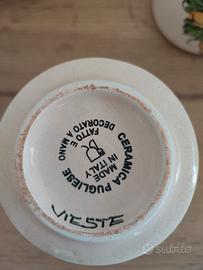 CERAMICA PUGLIESE
FATTO E
DECORATO A MANO
MADE
IN ITALY
VIESTE
subito